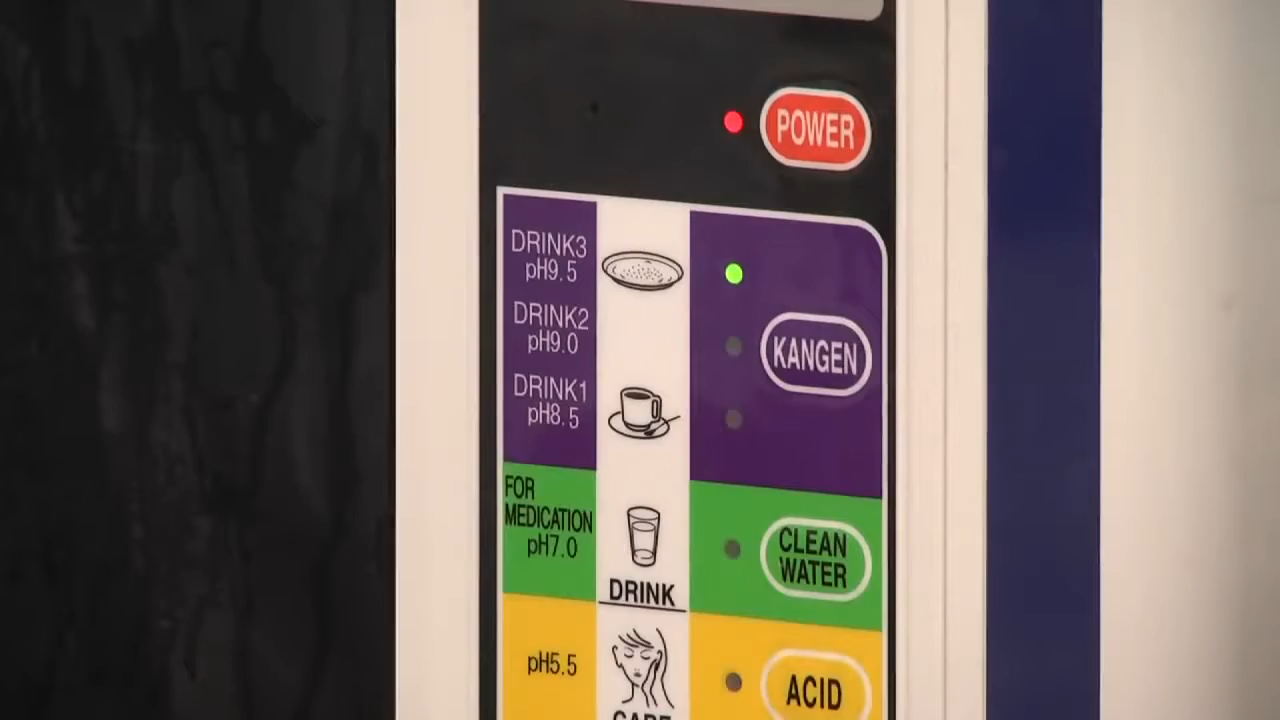 POWER
DRINK3
pH9.5
DRINK2
pH9.0
KANGEN
DRINK1
pH8.5
FOR
MEDICATION
pH7.0
CLEAN
WATER
DRINK
pH5.5
ACID
CARE